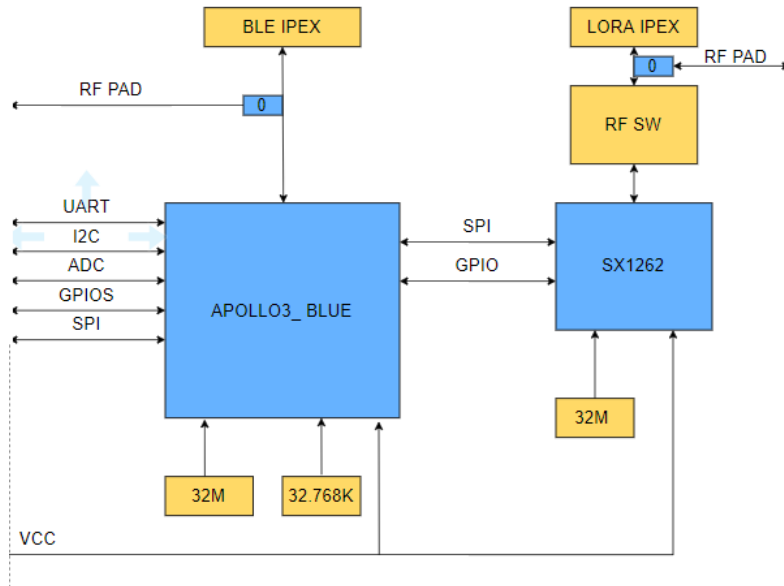 BLE IPEX
LORA IPEX
RF PAD
0
0
RF PAD
RF SW
UART
I2C
ADC
GPIOS
SPI
APOLLO3_ BLUE
SPI
GPIO
SX1262
32M
32.768K
32M
VCC